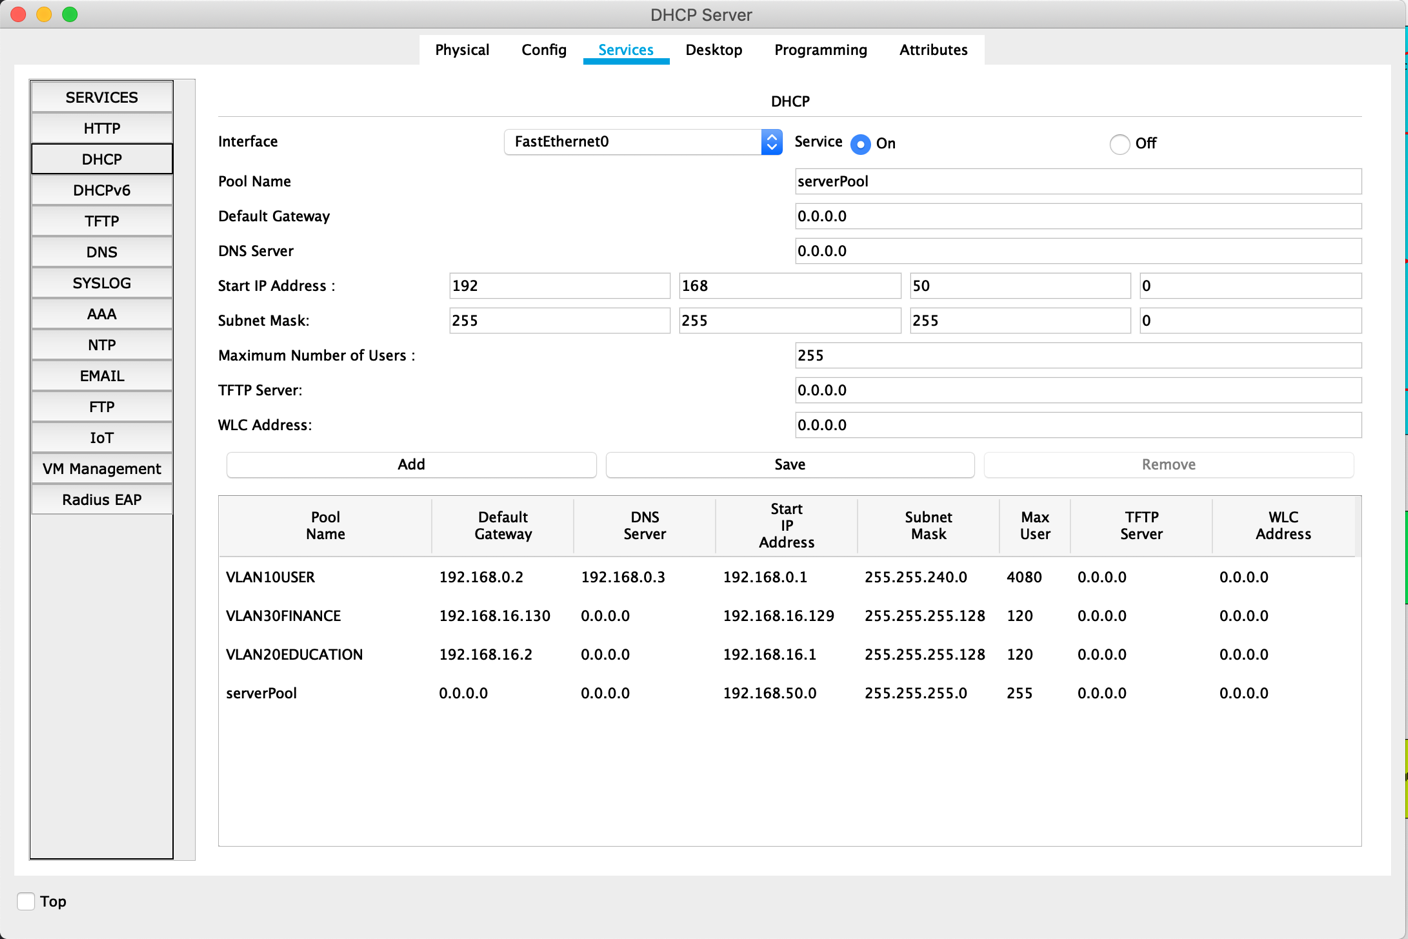 DHCP Server
Physical Config Services Desktop Programming Attributes
SERVICES
HTTP
DHCP
DHCPv6
TFTP
DNS
SYSLOG
AAA
NTP
EMAIL
FTP
IoT
VM Management
Radius EAP
DHCP
Interface FastEthernet0 Service On Off
Pool Name serverPool
Default Gateway 0.0.0.0
DNS Server 0.0.0.0
Start IP Address : 192 168 50 0
Subnet Mask: 255 255 255 0
Maximum Number of Users : 255
TFTP Server: 0.0.0.0
WLC Address: 0.0.0.0
Add Save Remove
Pool Name Default Gateway DNS Server Start IP Address Subnet Mask Max User TFTP Server WLC Address
VLAN10USER 192.168.0.2 192.168.0.3 192.168.0.1 255.255.240.0 4080 0.0.0.0 0.0.0.0
VLAN30FINANCE 192.168.16.130 0.0.0.0 192.168.16.129 255.255.255.128 120 0.0.0.0 0.0.0.0
VLAN20EDUCATION 192.168.16.2 0.0.0.0 192.168.16.1 255.255.255.128 120 0.0.0.0 0.0.0.0
serverPool 0.0.0.0 0.0.0.0 192.168.50.0 255.255.255.0 255 0.0.0.0 0.0.0.0
Top